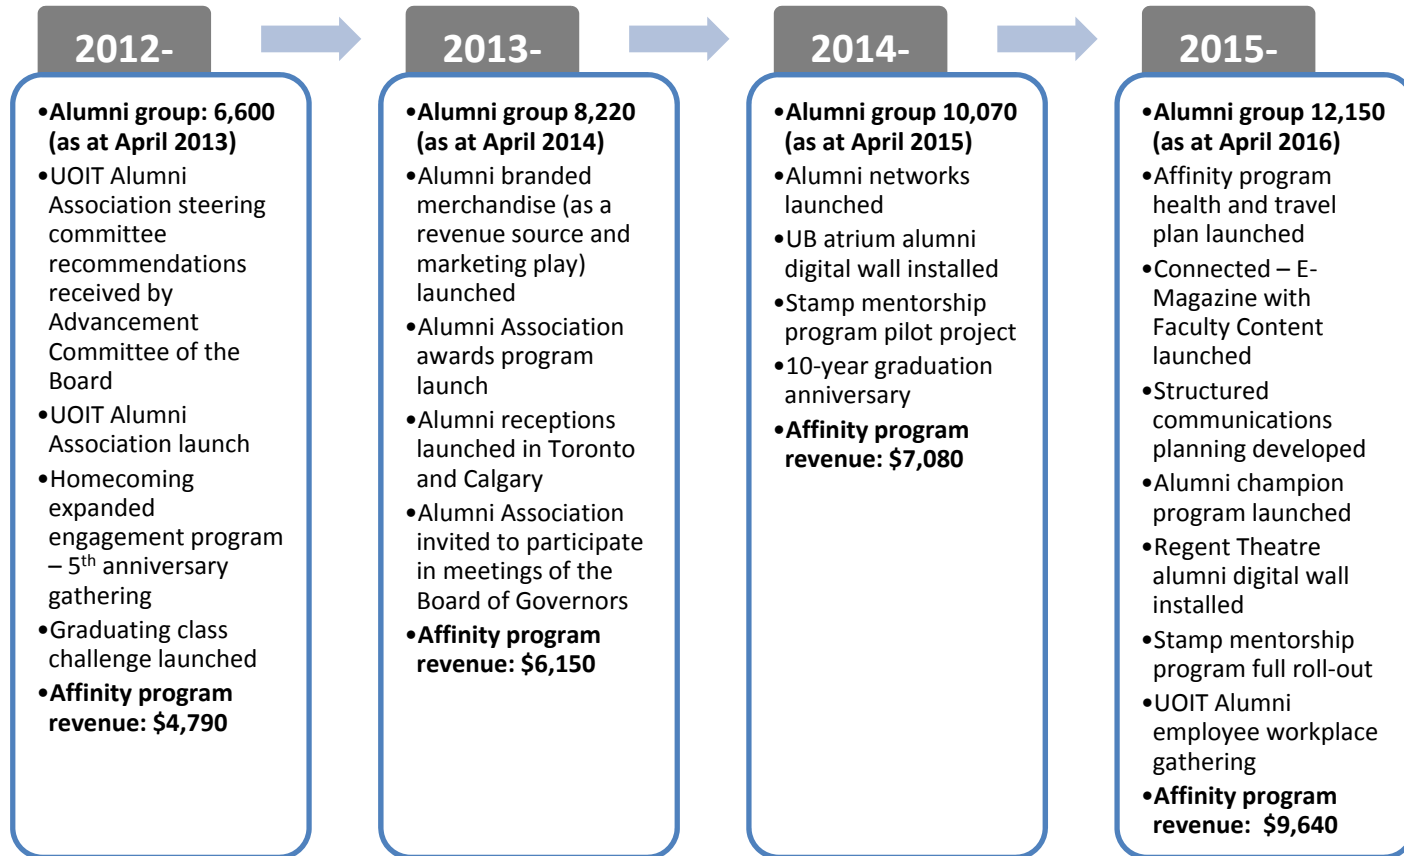 2012-
•Alumni group: 6,600
(as at April 2013)
•UOIT Alumni
Association steering
committee
recommendations
received by
Advancement
Committee of the
Board
•UOIT Alumni
Association launch
•Homecoming
expanded
engagement program
– 5th anniversary
gathering
•Graduating class
challenge launched
•Affinity program
revenue: $4,790
2013-
•Alumni group 8,220
(as at April 2014)
•Alumni branded
merchandise (as a
revenue source and
marketing play)
launched
•Alumni Association
awards program
launch
•Alumni receptions
launched in Toronto
and Calgary
•Alumni Association
invited to participate
in meetings of the
Board of Governors
•Affinity program
revenue: $6,150
2014-
•Alumni group 10,070
(as at April 2015)
•Alumni networks
launched
•UB atrium alumni
digital wall installed
•Stamp mentorship
program pilot project
•10-year graduation
anniversary
•Affinity program
revenue: $7,080
2015-
•Alumni group 12,150
(as at April 2016)
•Affinity program
health and travel
plan launched
•Connected – E-
Magazine with
Faculty Content
launched
•Structured
communications
planning developed
•Alumni champion
program launched
•Regent Theatre
alumni digital wall
installed
•Stamp mentorship
program full roll-out
•UOIT Alumni
employee workplace
gathering
•Affinity program
revenue:  $9,640